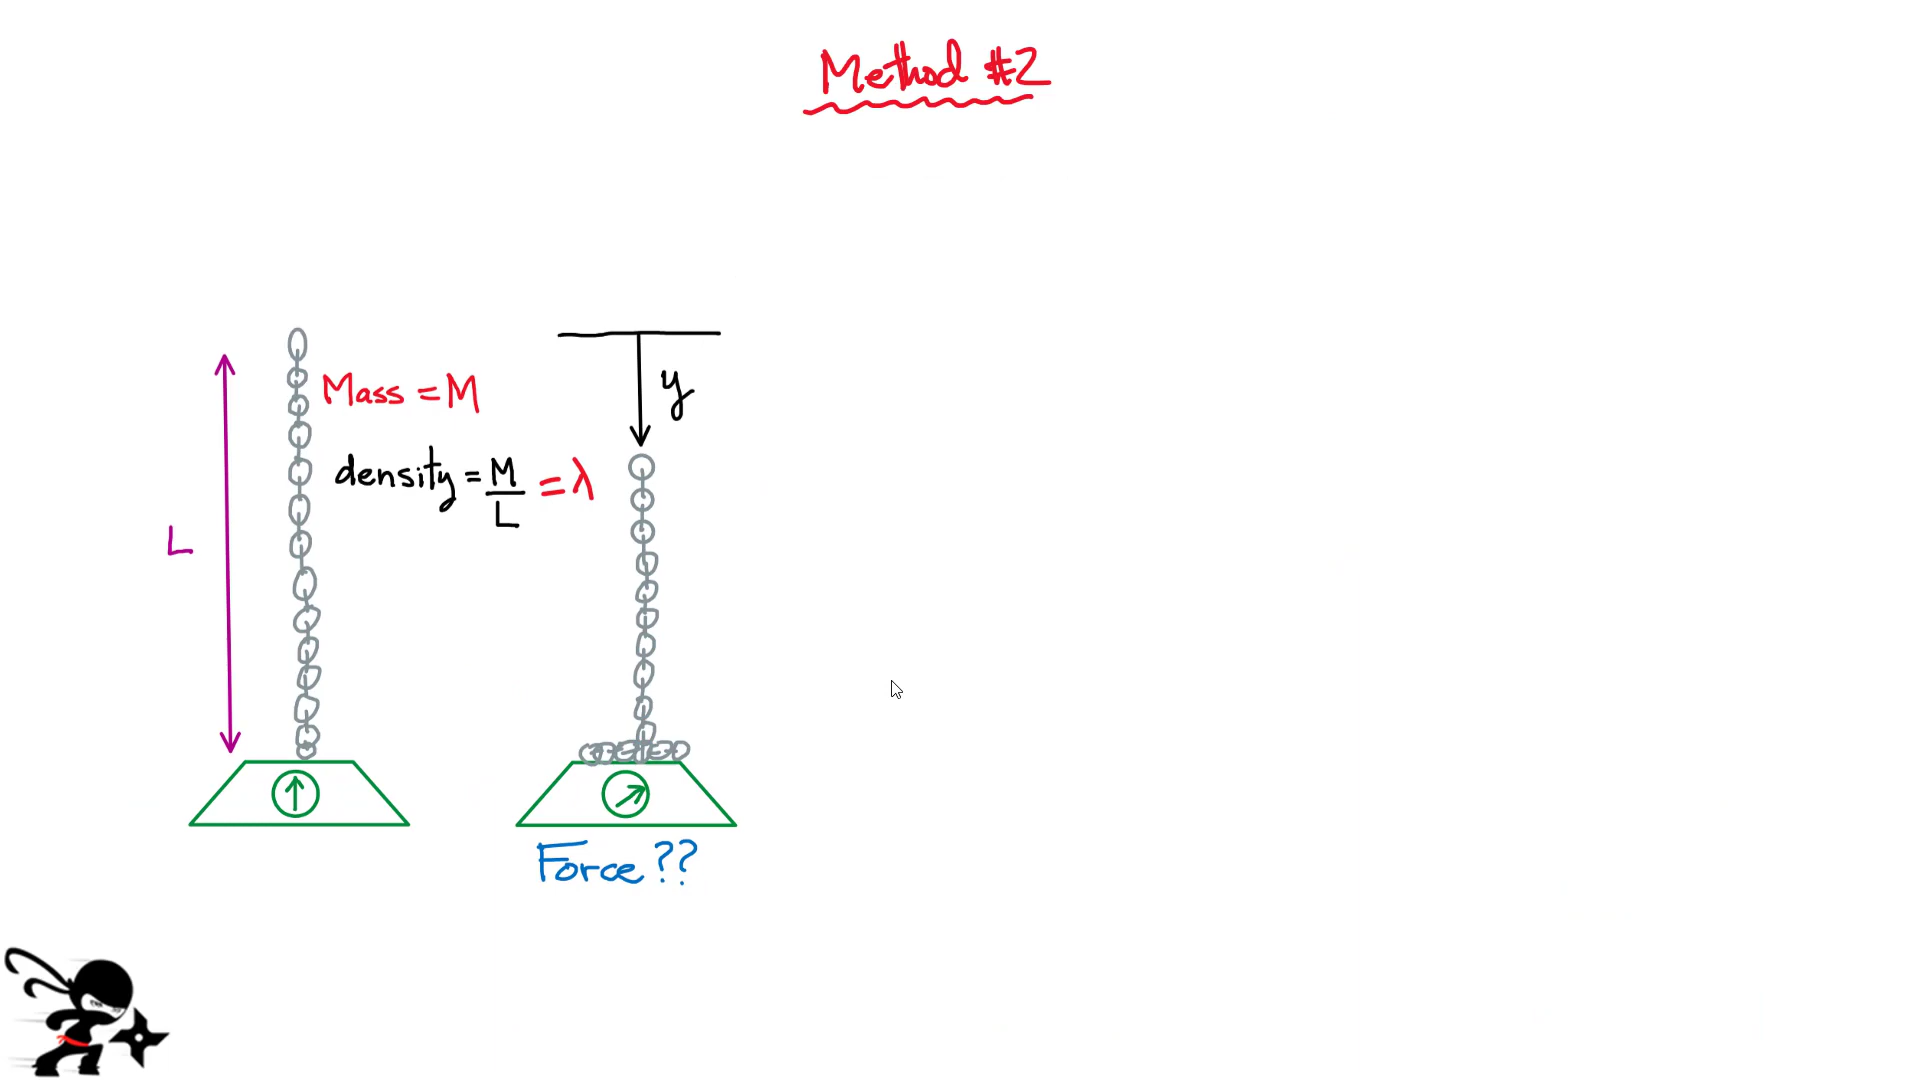 Method #2
Mass = M
y
density = M/L = λ
L
Force??